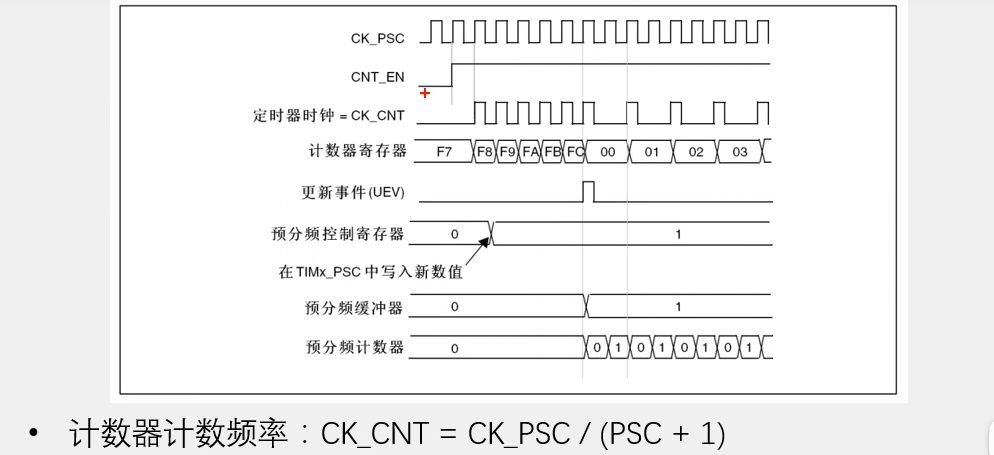 CK_PSC
CNT_EN
定时器时钟 = CK_CNT
计数器寄存器 F7 F8 F9 FA FB FC 00 01 02 03
更新事件(UEV)
预分频控制寄存器 0 1
在TIMx_PSC 中写入新数值
预分频缓冲器 0 1
预分频计数器 0 0 1 0 1 0 1 0 1
• 计数器计数频率：CK_CNT = CK_PSC / (PSC + 1)